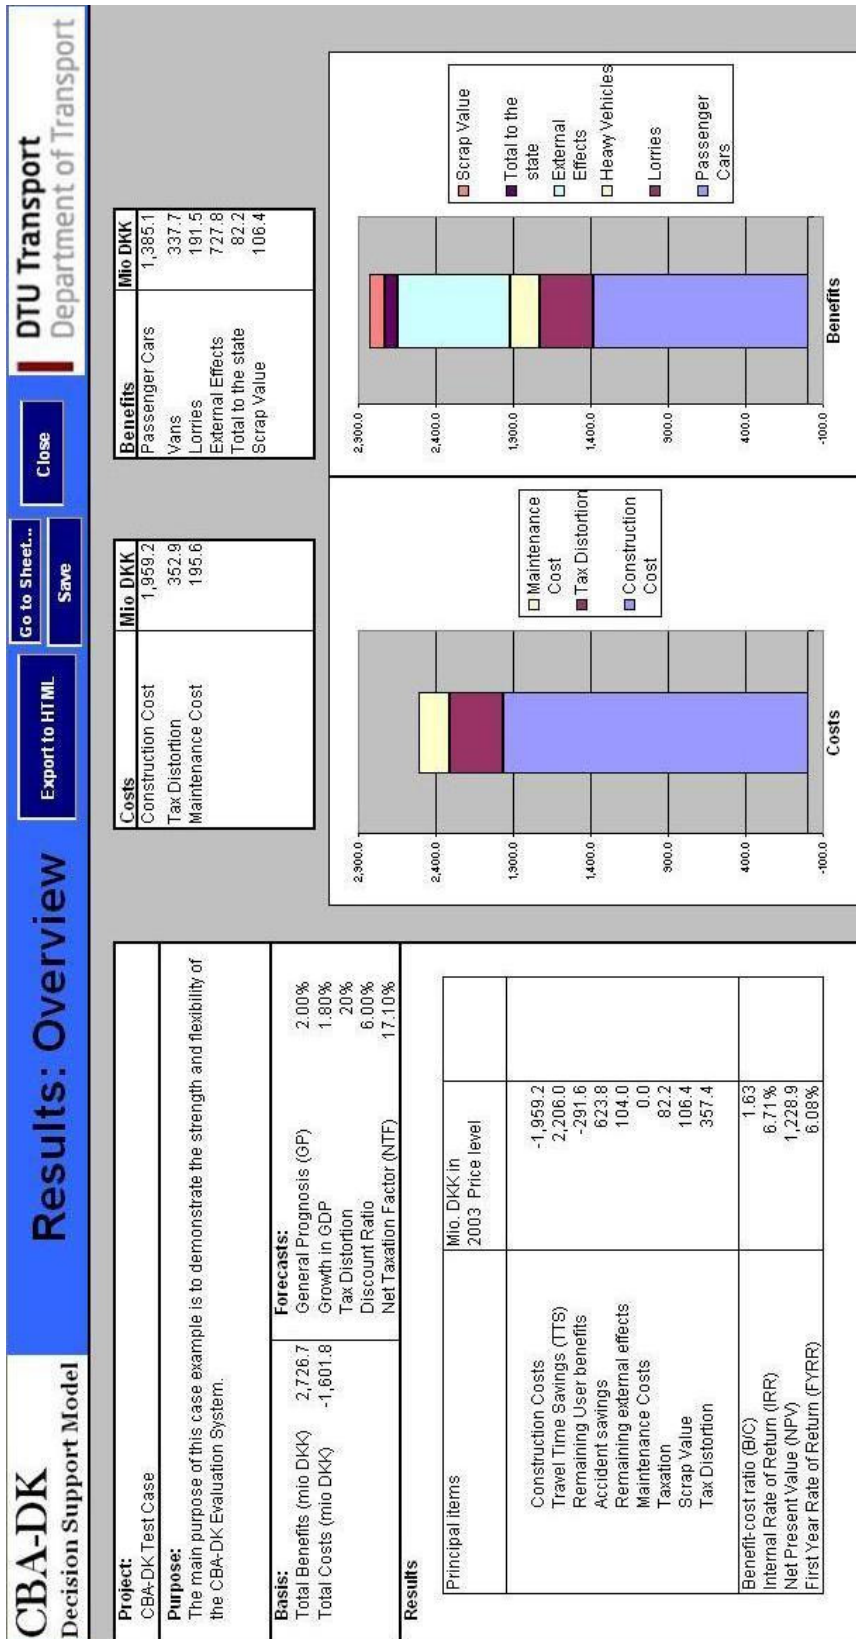 CBA-DK
Decision Support Model
Results: Overview
Export to HTML
Go to Sheet...
Save
Close
DTU Transport
Department of Transport
Project:
CBA-DK Test Case
Purpose:
The main purpose of this case example is to demonstrate the strength and flexibility of
the CBA-DK Evaluation System.
Basis:
Total Benefits (mio DKK) 2,726.7
Total Costs (mio DKK) -1,601.8
Forecasts:
General Prognosis (GP) 2.00%
Growth in GDP 1.80%
Tax Distortion 20%
Discount Ratio 6.00%
Net Taxation Factor (NTF) 17.10%
Results
Principal items Mio. DKK in
2003 Price level
Construction Costs -1,959.2
Travel Time Savings (TTS) 2,206.0
Remaining User benefits -291.6
Accident savings 623.8
Remaining external effects 104.0
Maintenance Costs 0.0
Taxation 82.2
Scrap Value 106.4
Tax Distortion 357.4
Benefit-cost ratio (B/C) 1.63
Internal Rate of Return (IRR) 6.71%
Net Present Value (NPV) 1,228.9
First Year Rate of Return (FYRR) 6.08%
Costs Mio DKK
Construction Cost 1,959.2
Tax Distortion 352.9
Maintenance Cost 195.6
Benefits Mio DKK
Passenger Cars 1,385.1
Vans 337.7
Lorries 191.5
External Effects 727.8
Total to the state 82.2
Scrap Value 106.4
2,900.0
2,400.0
1,900.0
1,400.0
900.0
400.0
-100.0
Costs
Maintenance
Cost
Tax Distortion
Construction
Cost
2,900.0
2,400.0
1,900.0
1,400.0
900.0
400.0
-100.0
Benefits
Scrap Value
Total to the
state
External
Effects
Heavy Vehicles
Lorries
Passenger
Cars